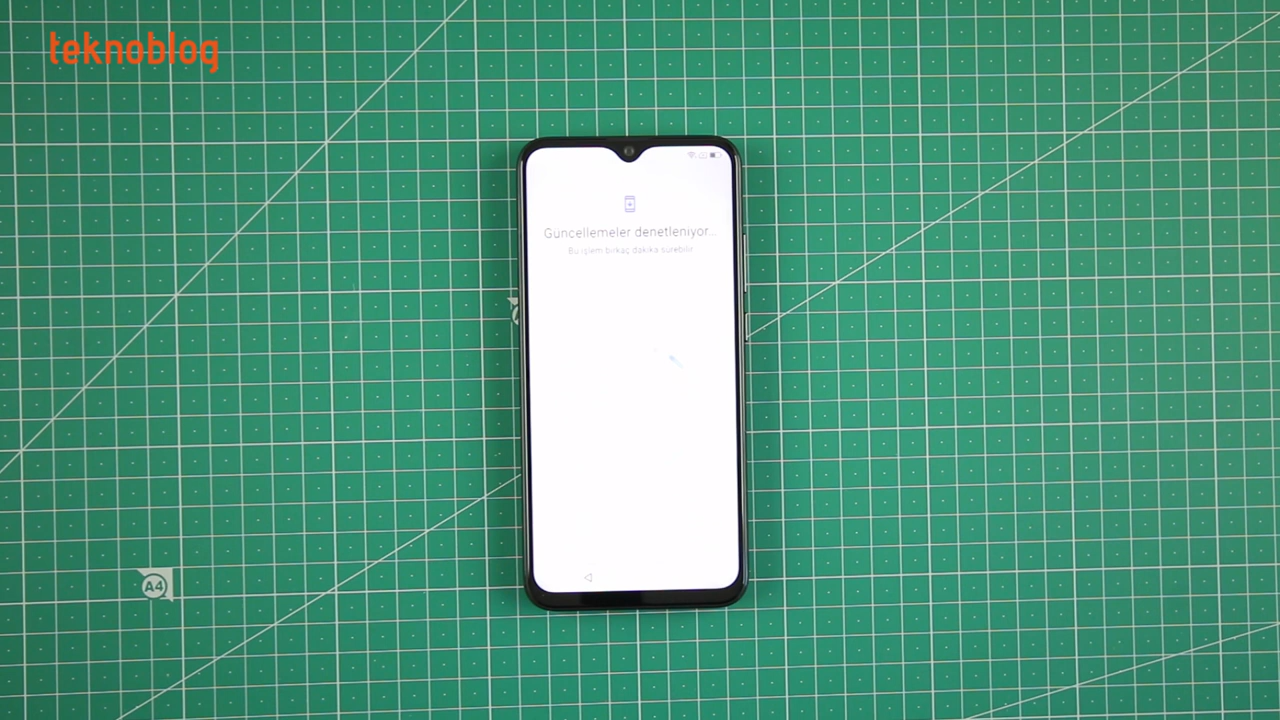 teknoblog
Güncellemeler denetleniyor...
Bu işlem birkaç dakika sürebilir.
A4